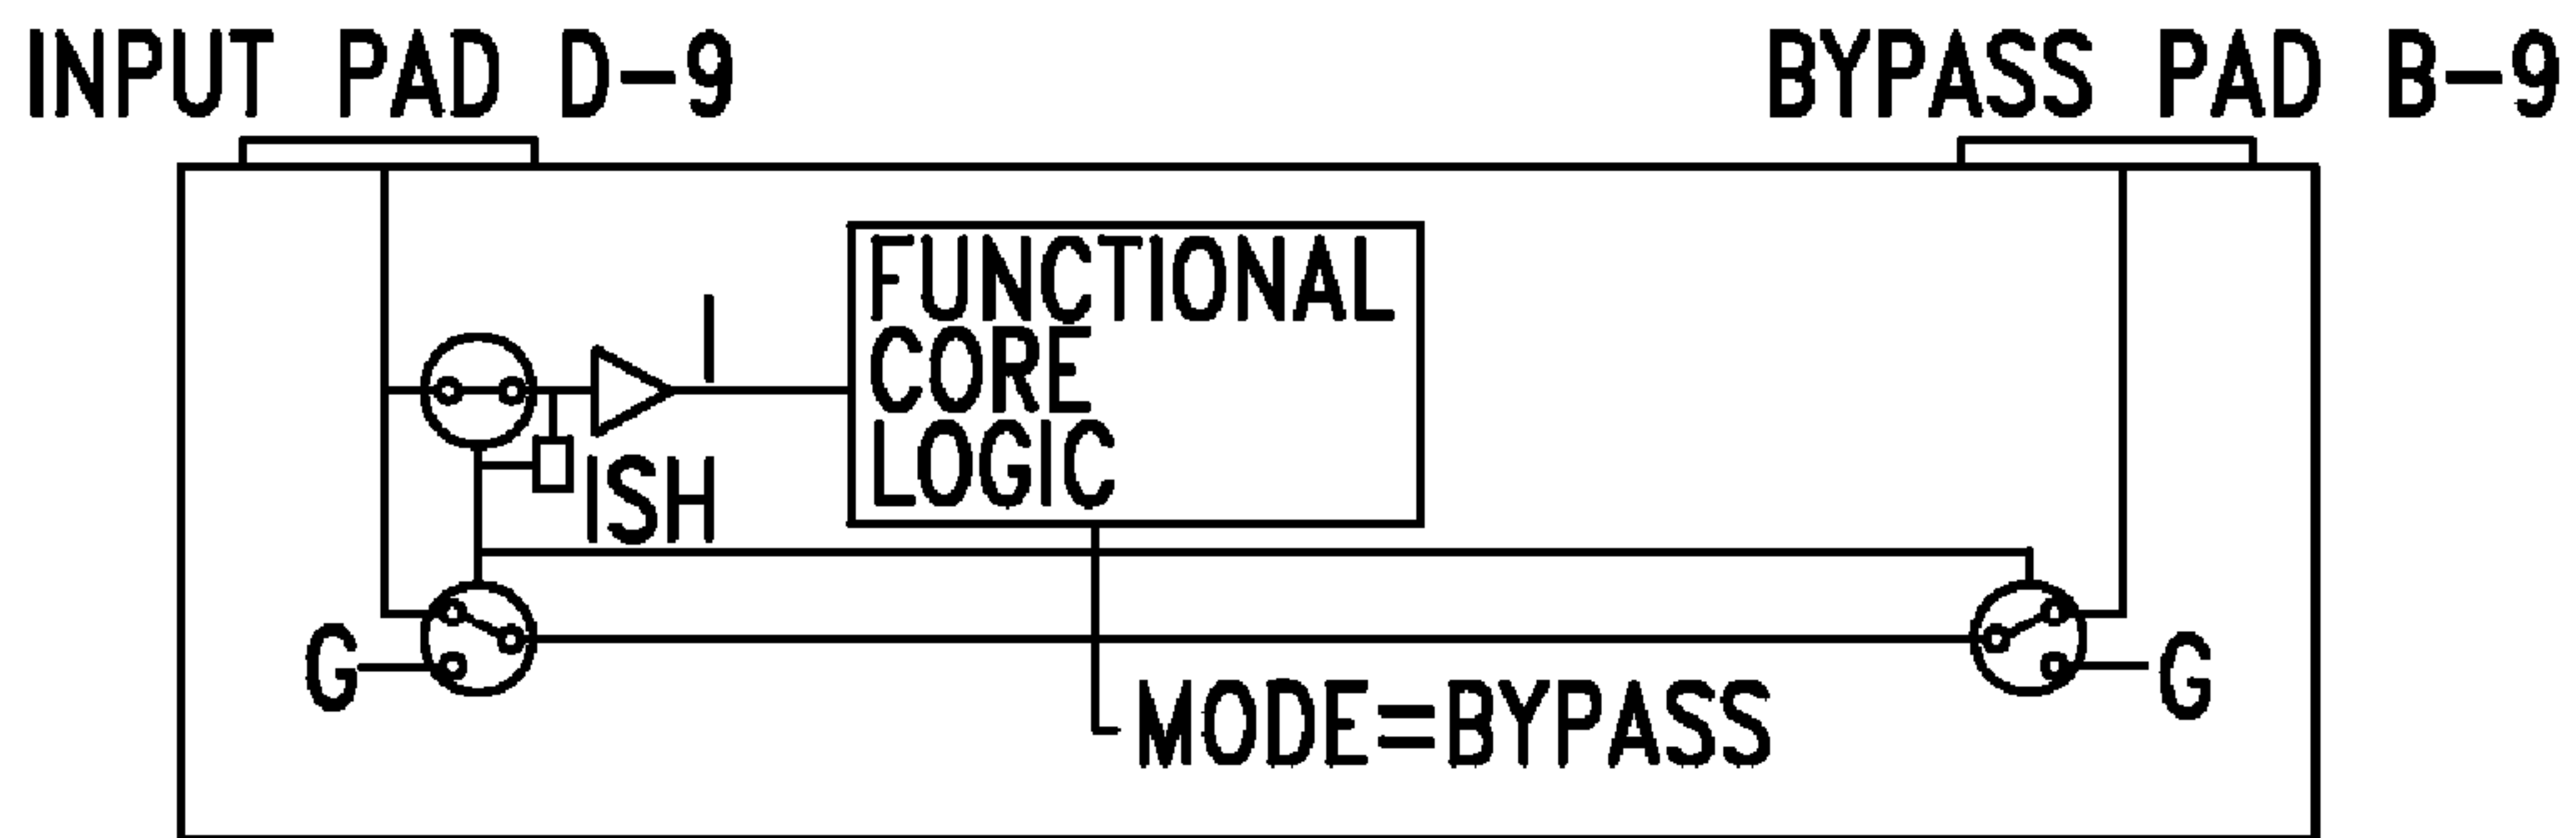 INPUT PAD D-9
BYPASS PAD B-9
I
FUNCTIONAL
CORE
LOGIC
ISH
G
G
MODE=BYPASS